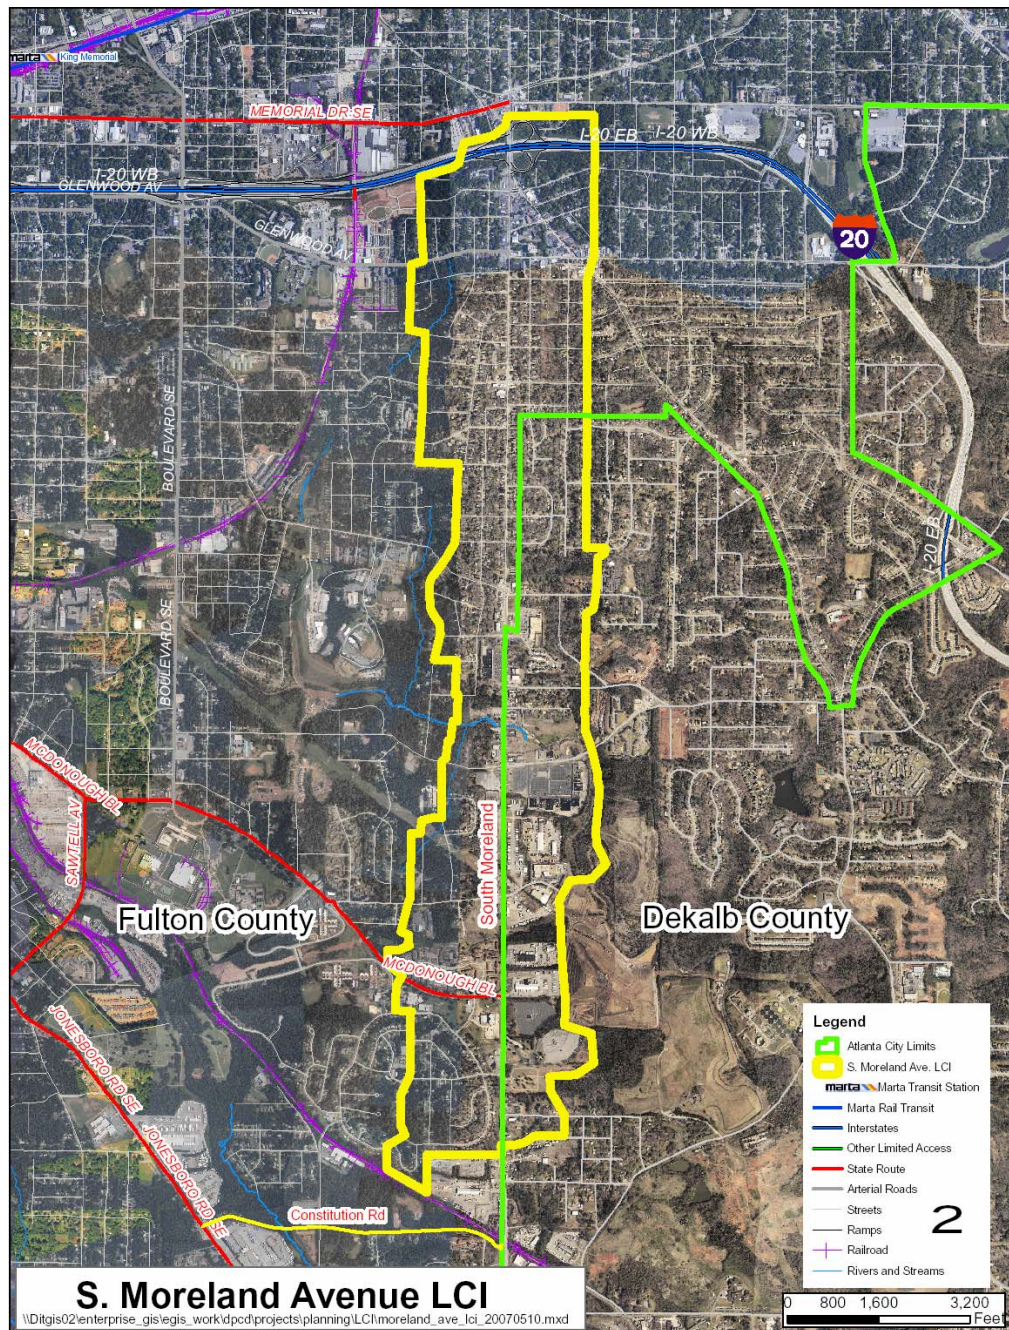 marta King Memorial
MEMORIAL DR SE
I-20 EB
I-20 WB
I-20 WB
GLENWOOD AV
GLENWOOD AV
20
BOULEVARD SE
I-20 EB
BOULEVARD SE
MCDONOUGH BL
SAWTELL AV
South Moreland
Fulton County
Dekalb County
MCDONOUGH BL
JONESBORO RD SE
JONESBORO RD SE
JONESBORO RD SE
Constitution Rd
Legend
Atlanta City Limits
S. Moreland Ave. LCI
marta Marta Transit Station
Marta Rail Transit
Interstates
Other Limited Access
State Route
Arterial Roads
Streets
Ramps
Railroad
Rivers and Streams
2
S. Moreland Avenue LCI
\\Ditgis02\enterprise_gis\egis_work\dpcd\projects\planning\LCI\moreland_ave_lci_20070510.mxd
0 800 1,600 3,200
Feet